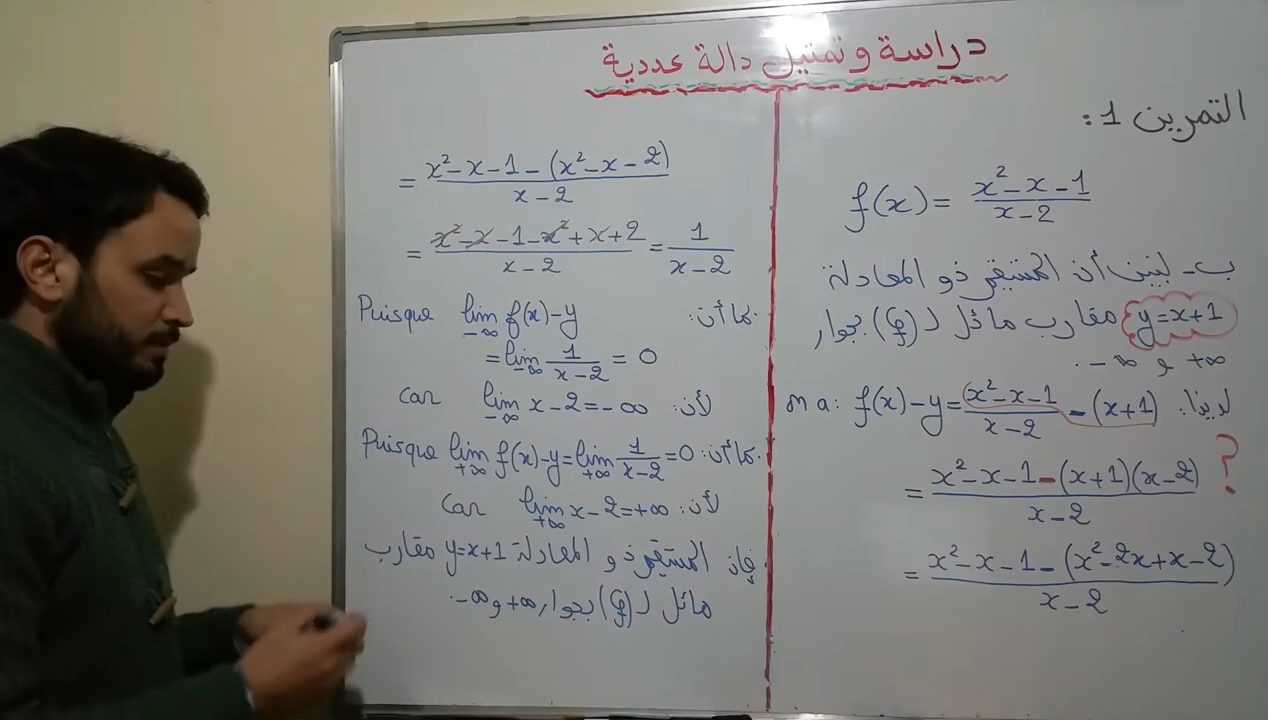 دراسة وتمثيل دالة عددية
التمرين 1 :
f(x) = (x² - x - 1)/(x - 2)
ب- لنبين أن المستقيم ذو المعادلة
y = x+1 مقارب مائل ل (Cf) بجوار
+∞ و -∞.
لدينا. on a : f(x) - y = (x² - x - 1)/(x - 2) - (x+1)
= (x² - x - 1 - (x+1)(x-2))/(x - 2) ?
= (x² - x - 1 - (x² - 2x + x - 2))/(x - 2)
= (x² - x - 1 - (x² - x - 2))/(x - 2)
= (x² - x - 1 - x² + x + 2)/(x - 2) = 1/(x - 2)
Puisque lim -∞ f(x) - y بما أن:
= lim -∞ 1/(x - 2) = 0
car lim -∞ x - 2 = -∞ لأن:
Puisque lim +∞ f(x) - y = lim +∞ 1/(x - 2) = 0 بما أن:
car lim +∞ x - 2 = +∞ لأن:
فإن المستقيم ذو المعادلة y = x+1 مقارب
مائل ل (Cf) بجوار +∞ و -∞.